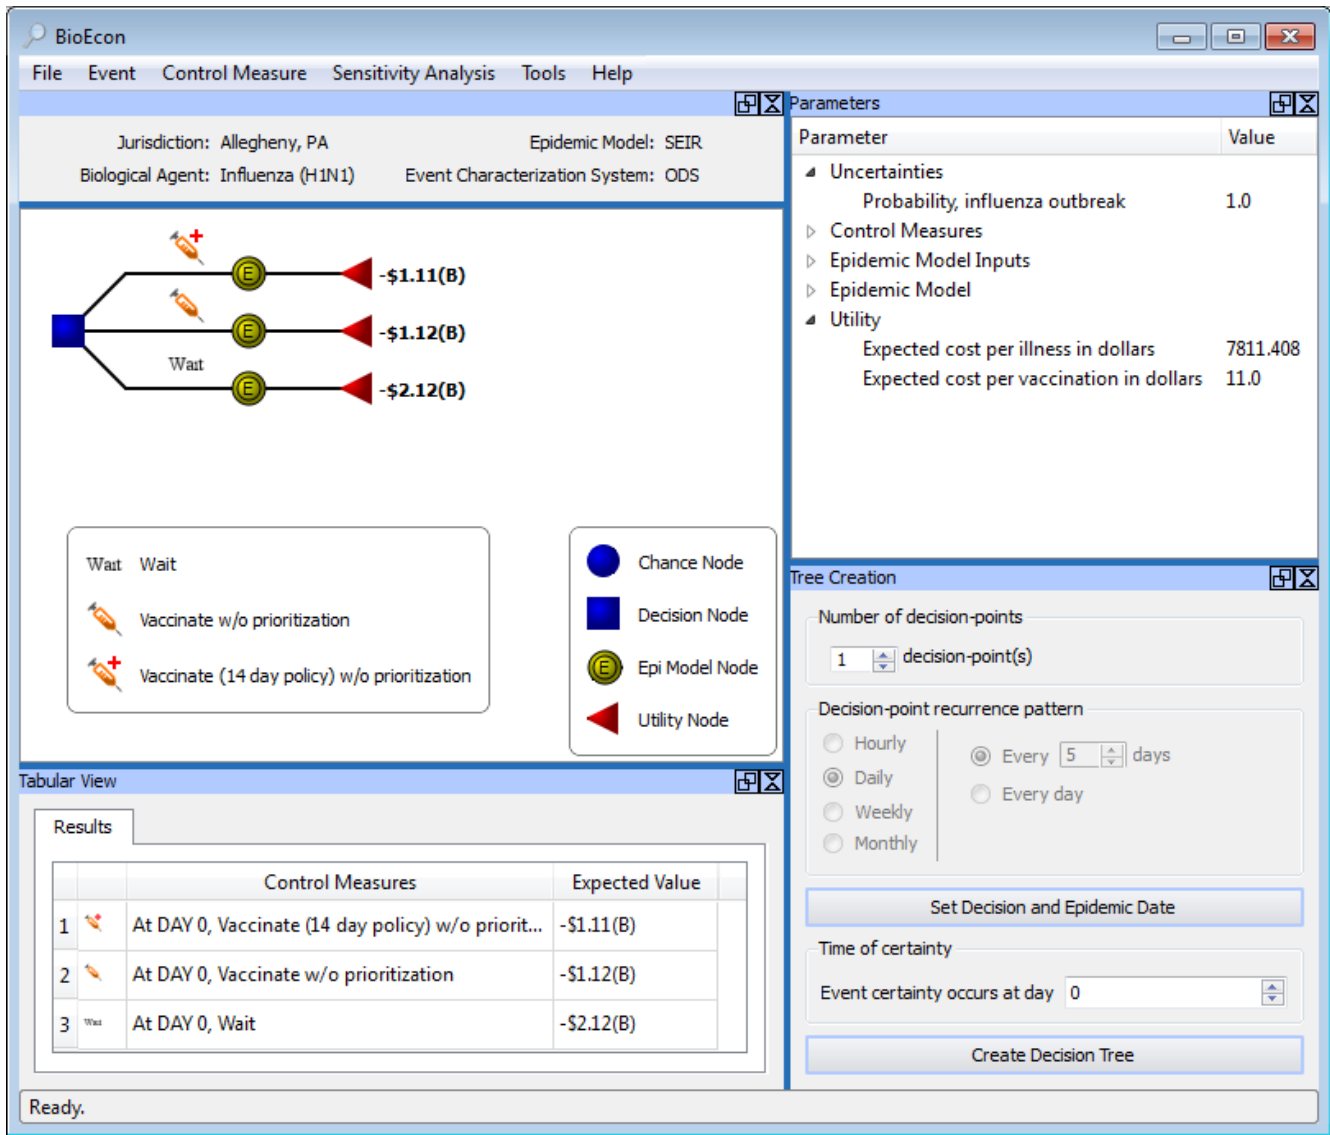 BioEcon
File Event Control Measure Sensitivity Analysis Tools Help
Jurisdiction: Allegheny, PA Epidemic Model: SEIR
Biological Agent: Influenza (H1N1) Event Characterization System: ODS
-$1.11(B)
-$1.12(B)
Wait
-$2.12(B)
E
E
E
Wait Wait
Vaccinate w/o prioritization
Vaccinate (14 day policy) w/o prioritization
Chance Node
Decision Node
E Epi Model Node
Utility Node
Tabular View
Results
Control Measures Expected Value
1 At DAY 0, Vaccinate (14 day policy) w/o priorit... -$1.11(B)
2 At DAY 0, Vaccinate w/o prioritization -$1.12(B)
3 Wait At DAY 0, Wait -$2.12(B)
Parameters
Parameter Value
Uncertainties
Probability, influenza outbreak 1.0
Control Measures
Epidemic Model Inputs
Epidemic Model
Utility
Expected cost per illness in dollars 7811.408
Expected cost per vaccination in dollars 11.0
Tree Creation
Number of decision-points
1 decision-point(s)
Decision-point recurrence pattern
Hourly
Daily
Weekly
Monthly
Every 5 days
Every day
Set Decision and Epidemic Date
Time of certainty
Event certainty occurs at day 0
Create Decision Tree
Ready.